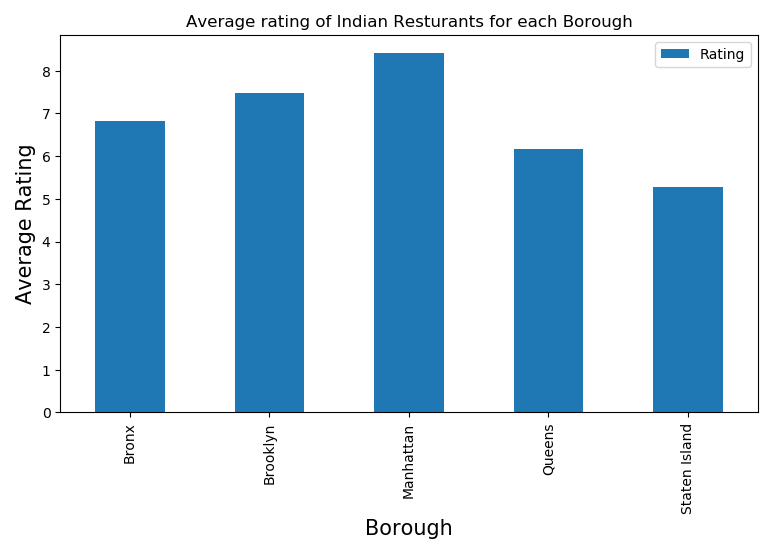 Average rating of Indian Resturants for each Borough
Rating
Average Rating
8
7
6
5
4
3
2
1
0
Bronx
Brooklyn
Manhattan
Queens
Staten Island
Borough